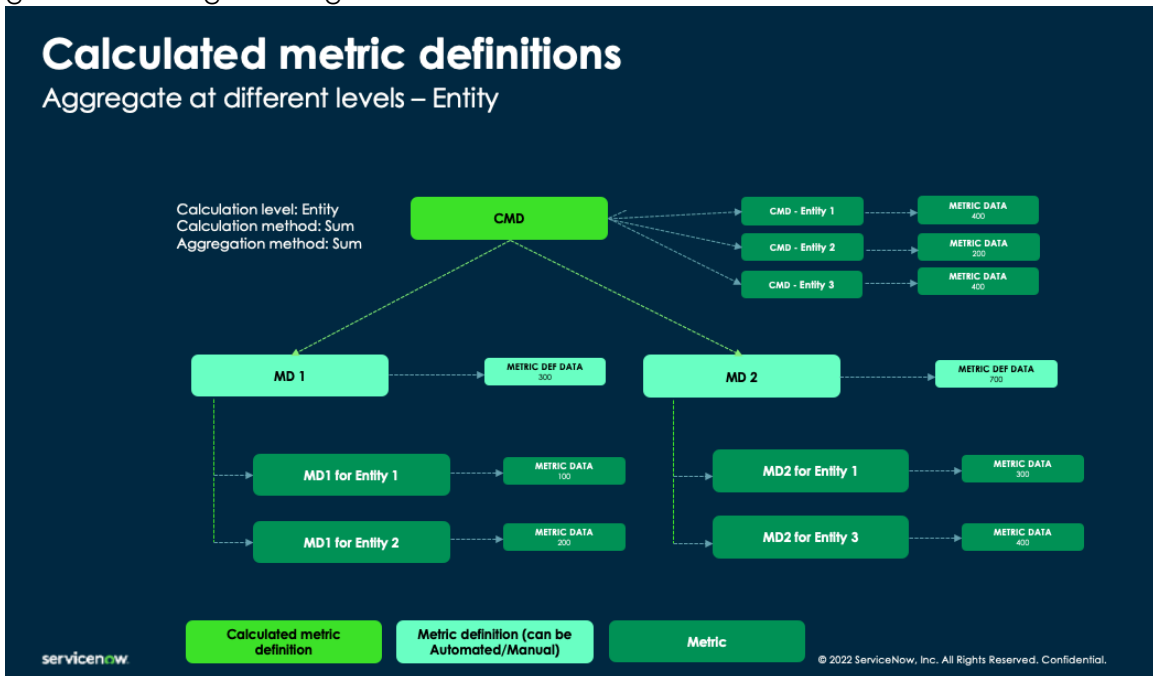 Calculated metric definitions
Aggregate at different levels – Entity
Calculation level: Entity
Calculation method: Sum
Aggregation method: Sum
CMD
CMD - Entity 1
METRIC DATA
400
CMD - Entity 2
METRIC DATA
200
CMD - Entity 3
METRIC DATA
400
MD 1
METRIC DEF DATA
300
MD 2
METRIC DEF DATA
700
MD1 for Entity 1
METRIC DATA
100
MD2 for Entity 1
METRIC DATA
300
MD1 for Entity 2
METRIC DATA
200
MD2 for Entity 3
METRIC DATA
400
Calculated metric
definition
Metric definition (can be
Automated/Manual)
Metric
servicenow.
© 2022 ServiceNow, Inc. All Rights Reserved. Confidential.